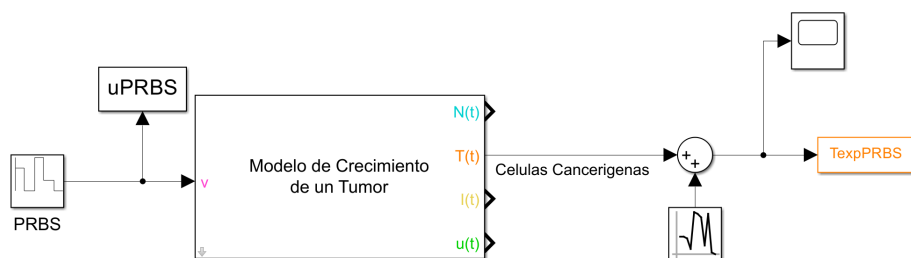 uPRBS
PRBS
v
Modelo de Crecimiento
de un Tumor
N(t)
T(t)
I(t)
u(t)
Celulas Cancerigenas
+
+
TexpPRBS